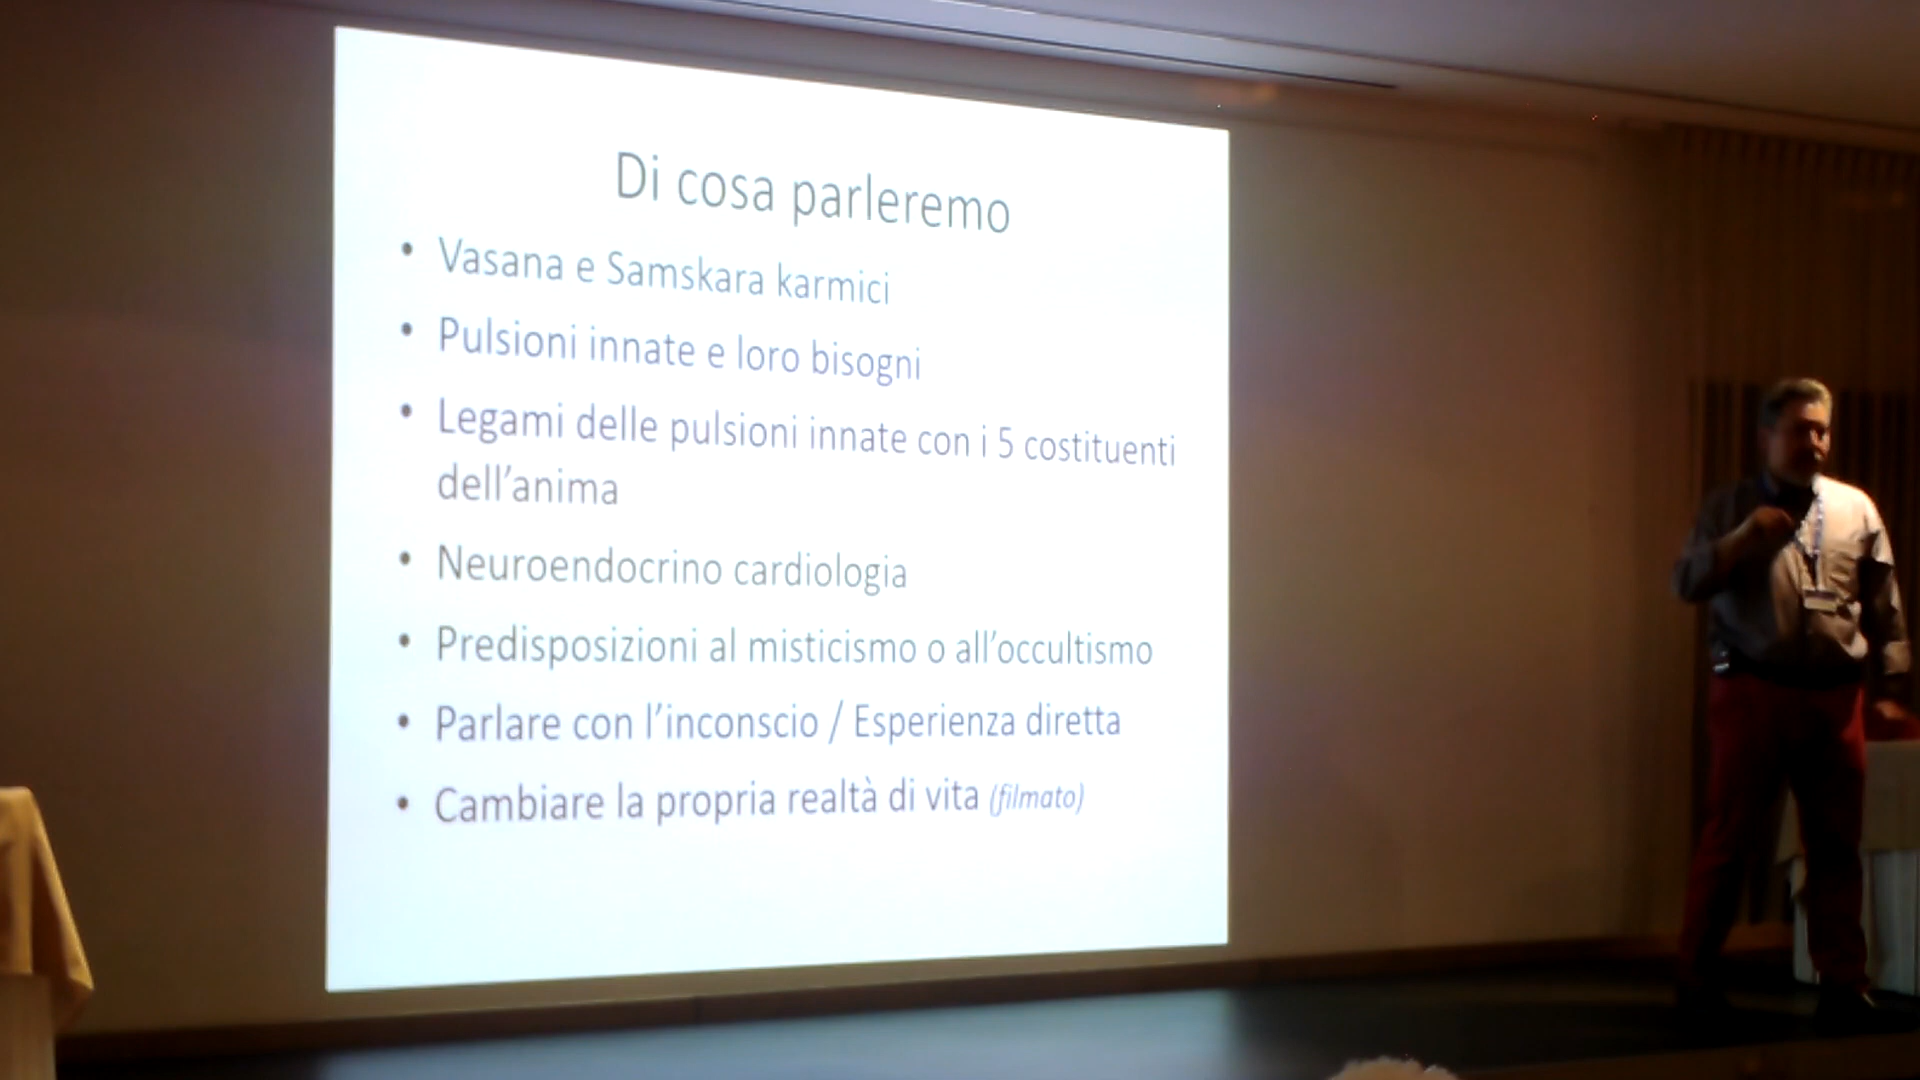 Di cosa parleremo
• Vasana e Samskara karmici
• Pulsioni innate e loro bisogni
• Legami delle pulsioni innate con i 5 costituenti
dell’anima
• Neuroendocrino cardiologia
• Predisposizioni al misticismo o all’occultismo
• Parlare con l’inconscio / Esperienza diretta
• Cambiare la propria realtà di vita (filmato)